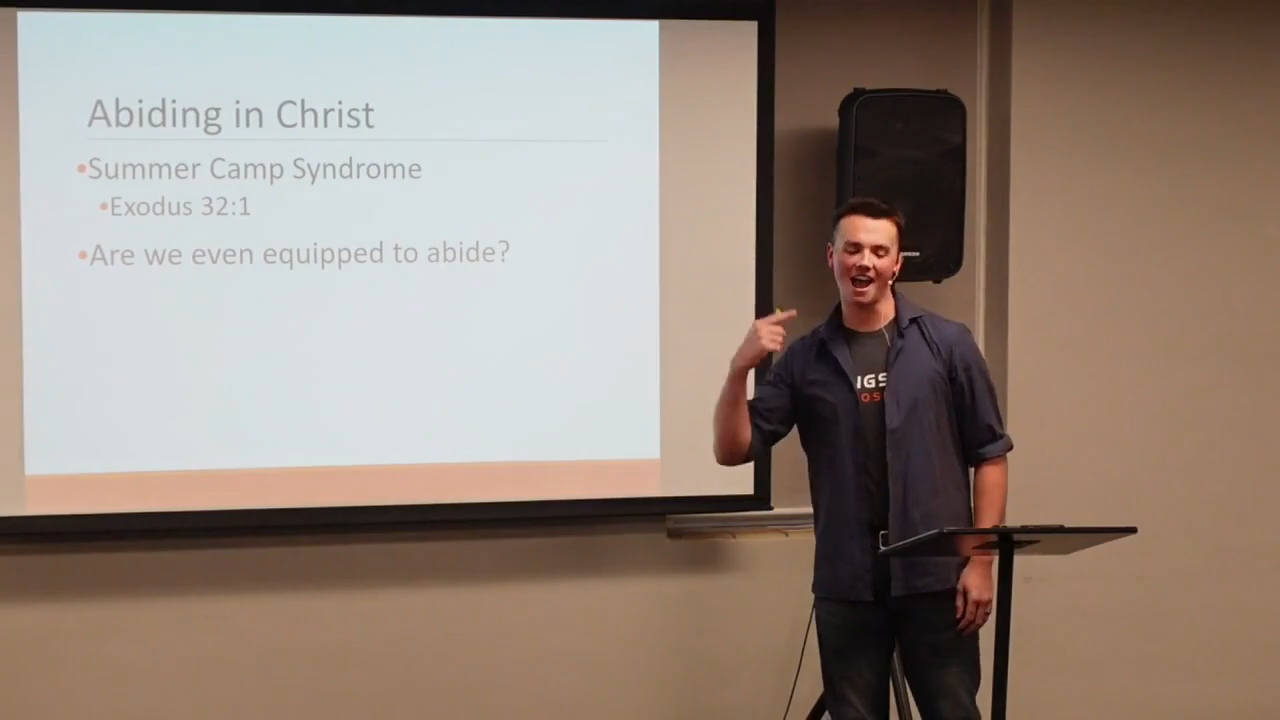 Abiding in Christ
•Summer Camp Syndrome
•Exodus 32:1
•Are we even equipped to abide?